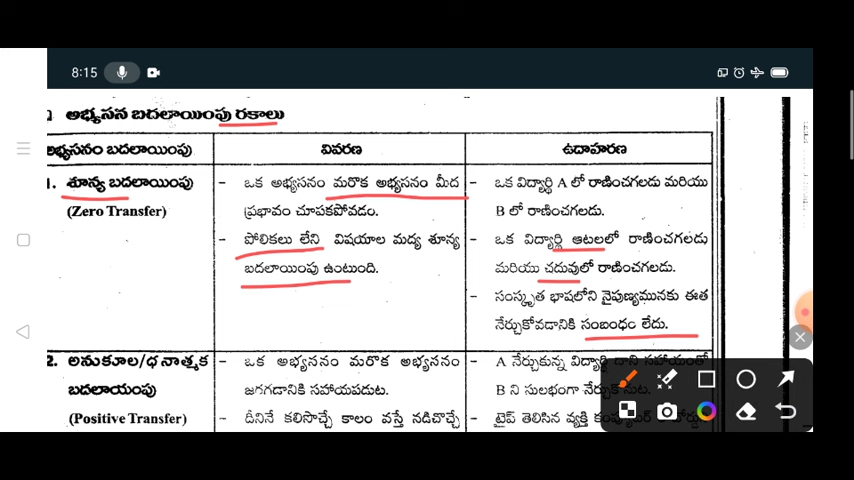 8:15
అభ్యసన బదలాయింపు రకాలు
అభ్యసనం బదలాయింపు వివరణ ఉదాహరణ
1. శూన్య బదలాయింపు - ఒక అభ్యసనం మరొక అభ్యసనం మీద - ఒక విద్యార్థి A లో రాణించగలడు మరియు
(Zero Transfer) ప్రభావం చూపకపోవడం. B లో రాణించగలడు.
- పోలికలు లేని విషయాల మధ్య శూన్య - ఒక విద్యార్థి ఆటలలో రాణించగలడు
బదలాయింపు ఉంటుంది. మరియు చదువులో రాణించగలడు.
- సంస్కృత భాషలోని నైపుణ్యమునకు ఈత
నేర్చుకోవడానికి సంబంధం లేదు.
2. అనుకూల/ధనాత్మక - ఒక అభ్యసనం మరొక అభ్యసనం - A నేర్చుకున్న విద్యార్థి దాని సహాయంతో
బదలాయంపు జగగడానికి సహాయపడుట. B ని సులభంగా నేర్చుకొనుట.
(Positive Transfer) - దీనినే కలిసొచ్చే కాలం వస్తే నడిచొచ్చే - టైప్ తెలిసిన వ్యక్తి